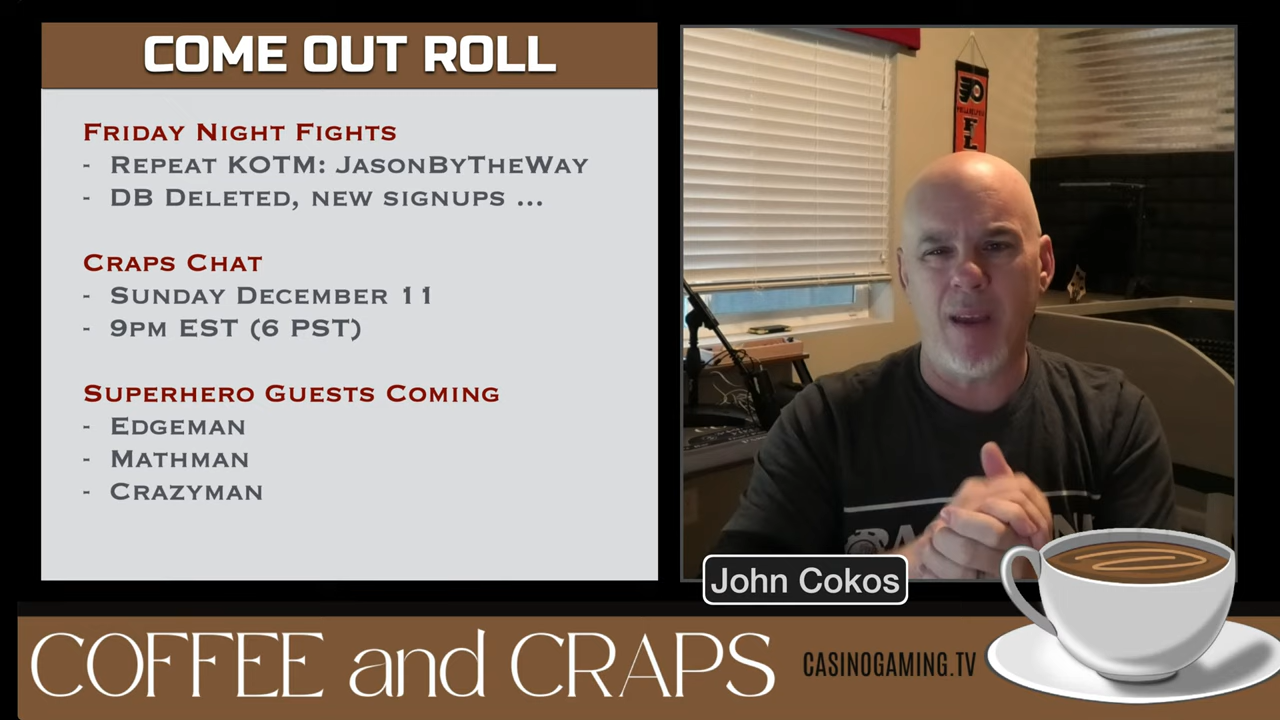 COME OUT ROLL
FRIDAY NIGHT FIGHTS
- REPEAT KOTM: JASONBYTHEWAY
- DB DELETED, NEW SIGNUPS ...
CRAPS CHAT
- SUNDAY DECEMBER 11
- 9PM EST (6 PST)
SUPERHERO GUESTS COMING
- EDGEMAN
- MATHMAN
- CRAZYMAN
FL
John Cokos
COFFEE and CRAPS
CASINOGAMING.TV